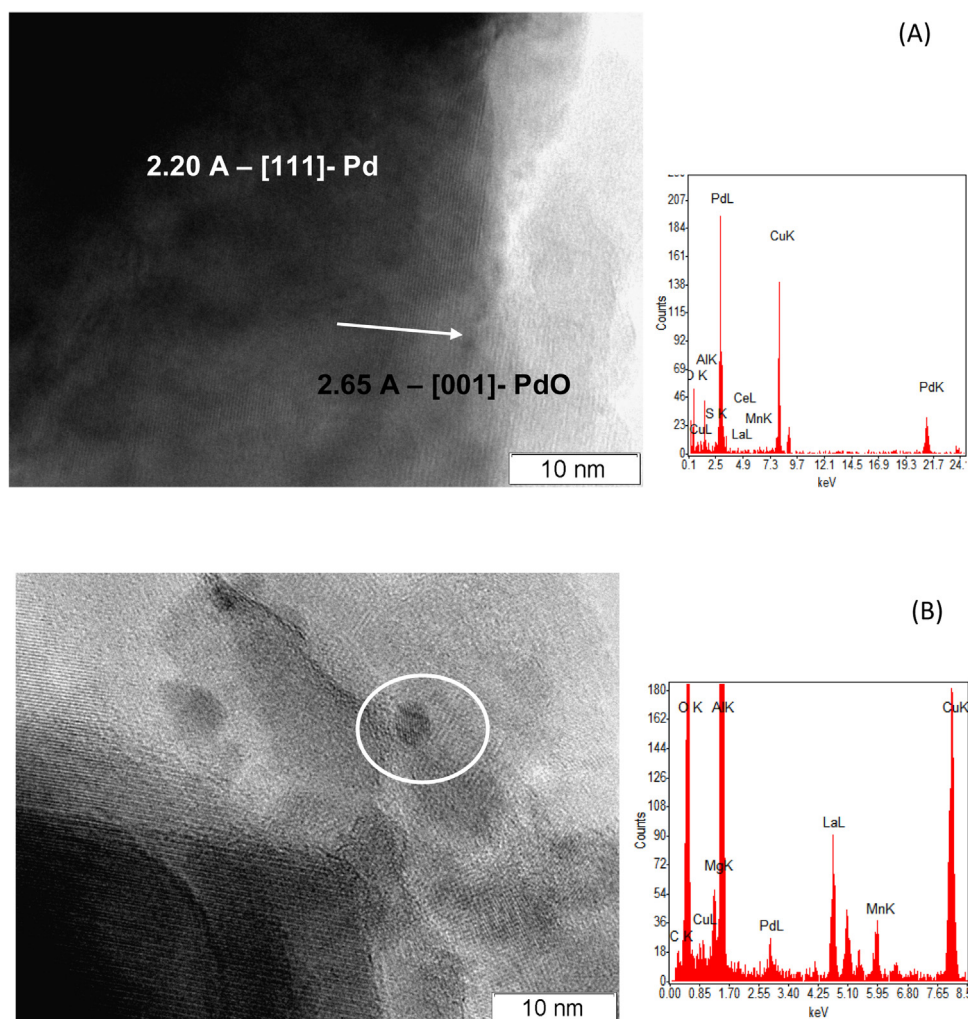 (A)
2.20 A – [111]- Pd
2.65 A – [001]- PdO
10 nm
207
184
161
138
115
92
69
46
23
0
Counts
PdL
CuK
AlK
O K
S K
CuL
CeL
MnK
LaL
PdK
0.1 2.5 4.9 7.3 9.7 12.1 14.5 16.9 19.3 21.7 24.1
keV
(B)
10 nm
180
162
144
126
108
90
72
54
36
18
0
Counts
O K
AlK
CuK
LaL
MgK
CuL
C K
PdL
MnK
0.00 0.85 1.70 2.55 3.40 4.25 5.10 5.95 6.80 7.65 8.5
keV